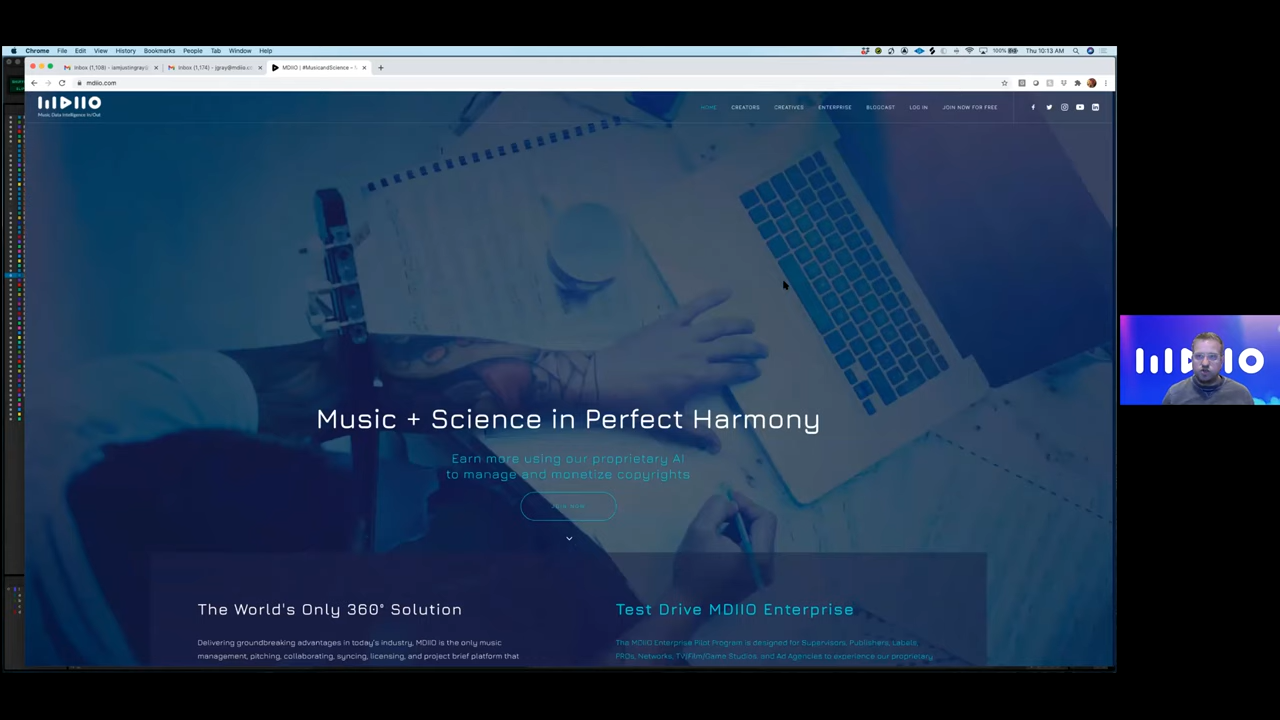 Chrome File Edit View History Bookmarks People Tab Window Help
100% Thu 10:13 AM
MDIIO | #MusicandScience – 
mdiio.com
MDIIO
Music Data Intelligence In/Out
HOME CREATORS CREATIVES ENTERPRISE BLOGCAST LOG IN JOIN NOW FOR FREE
Music + Science in Perfect Harmony
Earn more using our proprietary AI
to manage and monetize copyrights
JOIN NOW
The World's Only 360° Solution
Delivering groundbreaking advantages in today's industry, MDIIO is the only music
management, pitching, collaborating, syncing, licensing, and project brief platform that
Test Drive MDIIO Enterprise
The MDIIO Enterprise Pilot Program is designed for Supervisors, Publishers, Labels,
PROs, Networks, TV/Film/Game Studios, and Ad Agencies to experience our proprietary
MDIIO